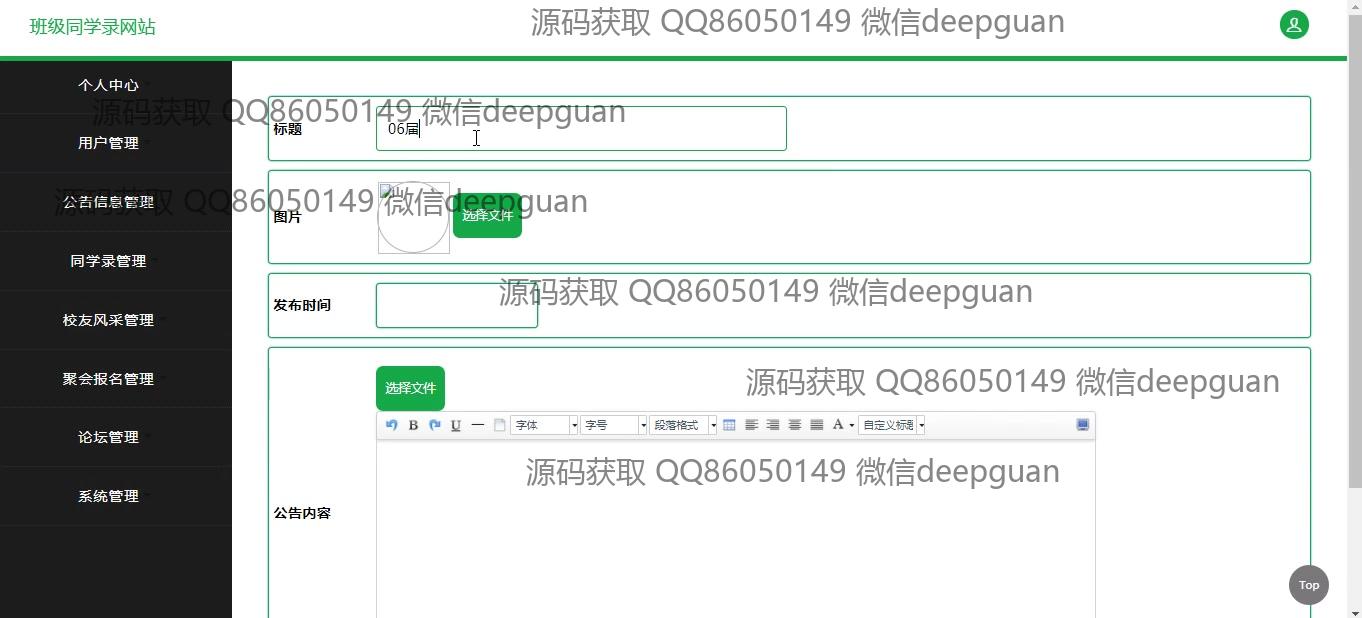 班级同学录网站
源码获取 QQ86050149 微信deepguan
个人中心
源码获取 QQ86050149 微信deepguan
标题
06届
用户管理
公告信息管理
源码获取 QQ86050149 微信deepguan
图片
选择文件
同学录管理
源码获取 QQ86050149 微信deepguan
发布时间
校友风采管理
聚会报名管理
选择文件
源码获取 QQ86050149 微信deepguan
B U 字体 字号 段落格式 A 自定义标题
论坛管理
源码获取 QQ86050149 微信deepguan
系统管理
公告内容
Top